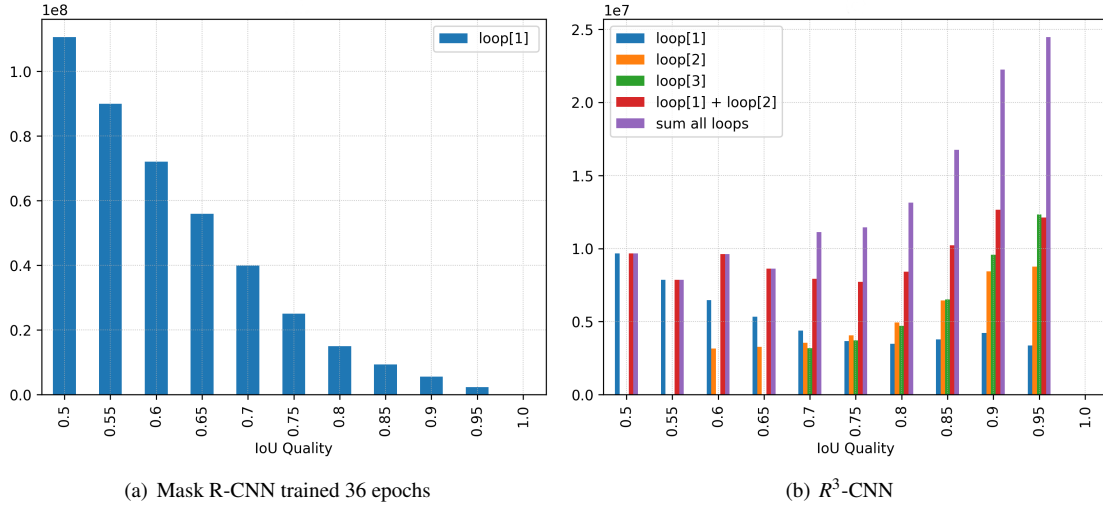 1e8
loop[1]
1.0
0.8
0.6
0.4
0.2
0.0
0.5 0.55 0.6 0.65 0.7 0.75 0.8 0.85 0.9 0.95 1.0
IoU Quality
(a) Mask R-CNN trained 36 epochs
1e7
loop[1]
loop[2]
loop[3]
loop[1] + loop[2]
sum all loops
2.5
2.0
1.5
1.0
0.5
0.0
0.5 0.55 0.6 0.65 0.7 0.75 0.8 0.85 0.9 0.95 1.0
IoU Quality
(b) R³-CNN